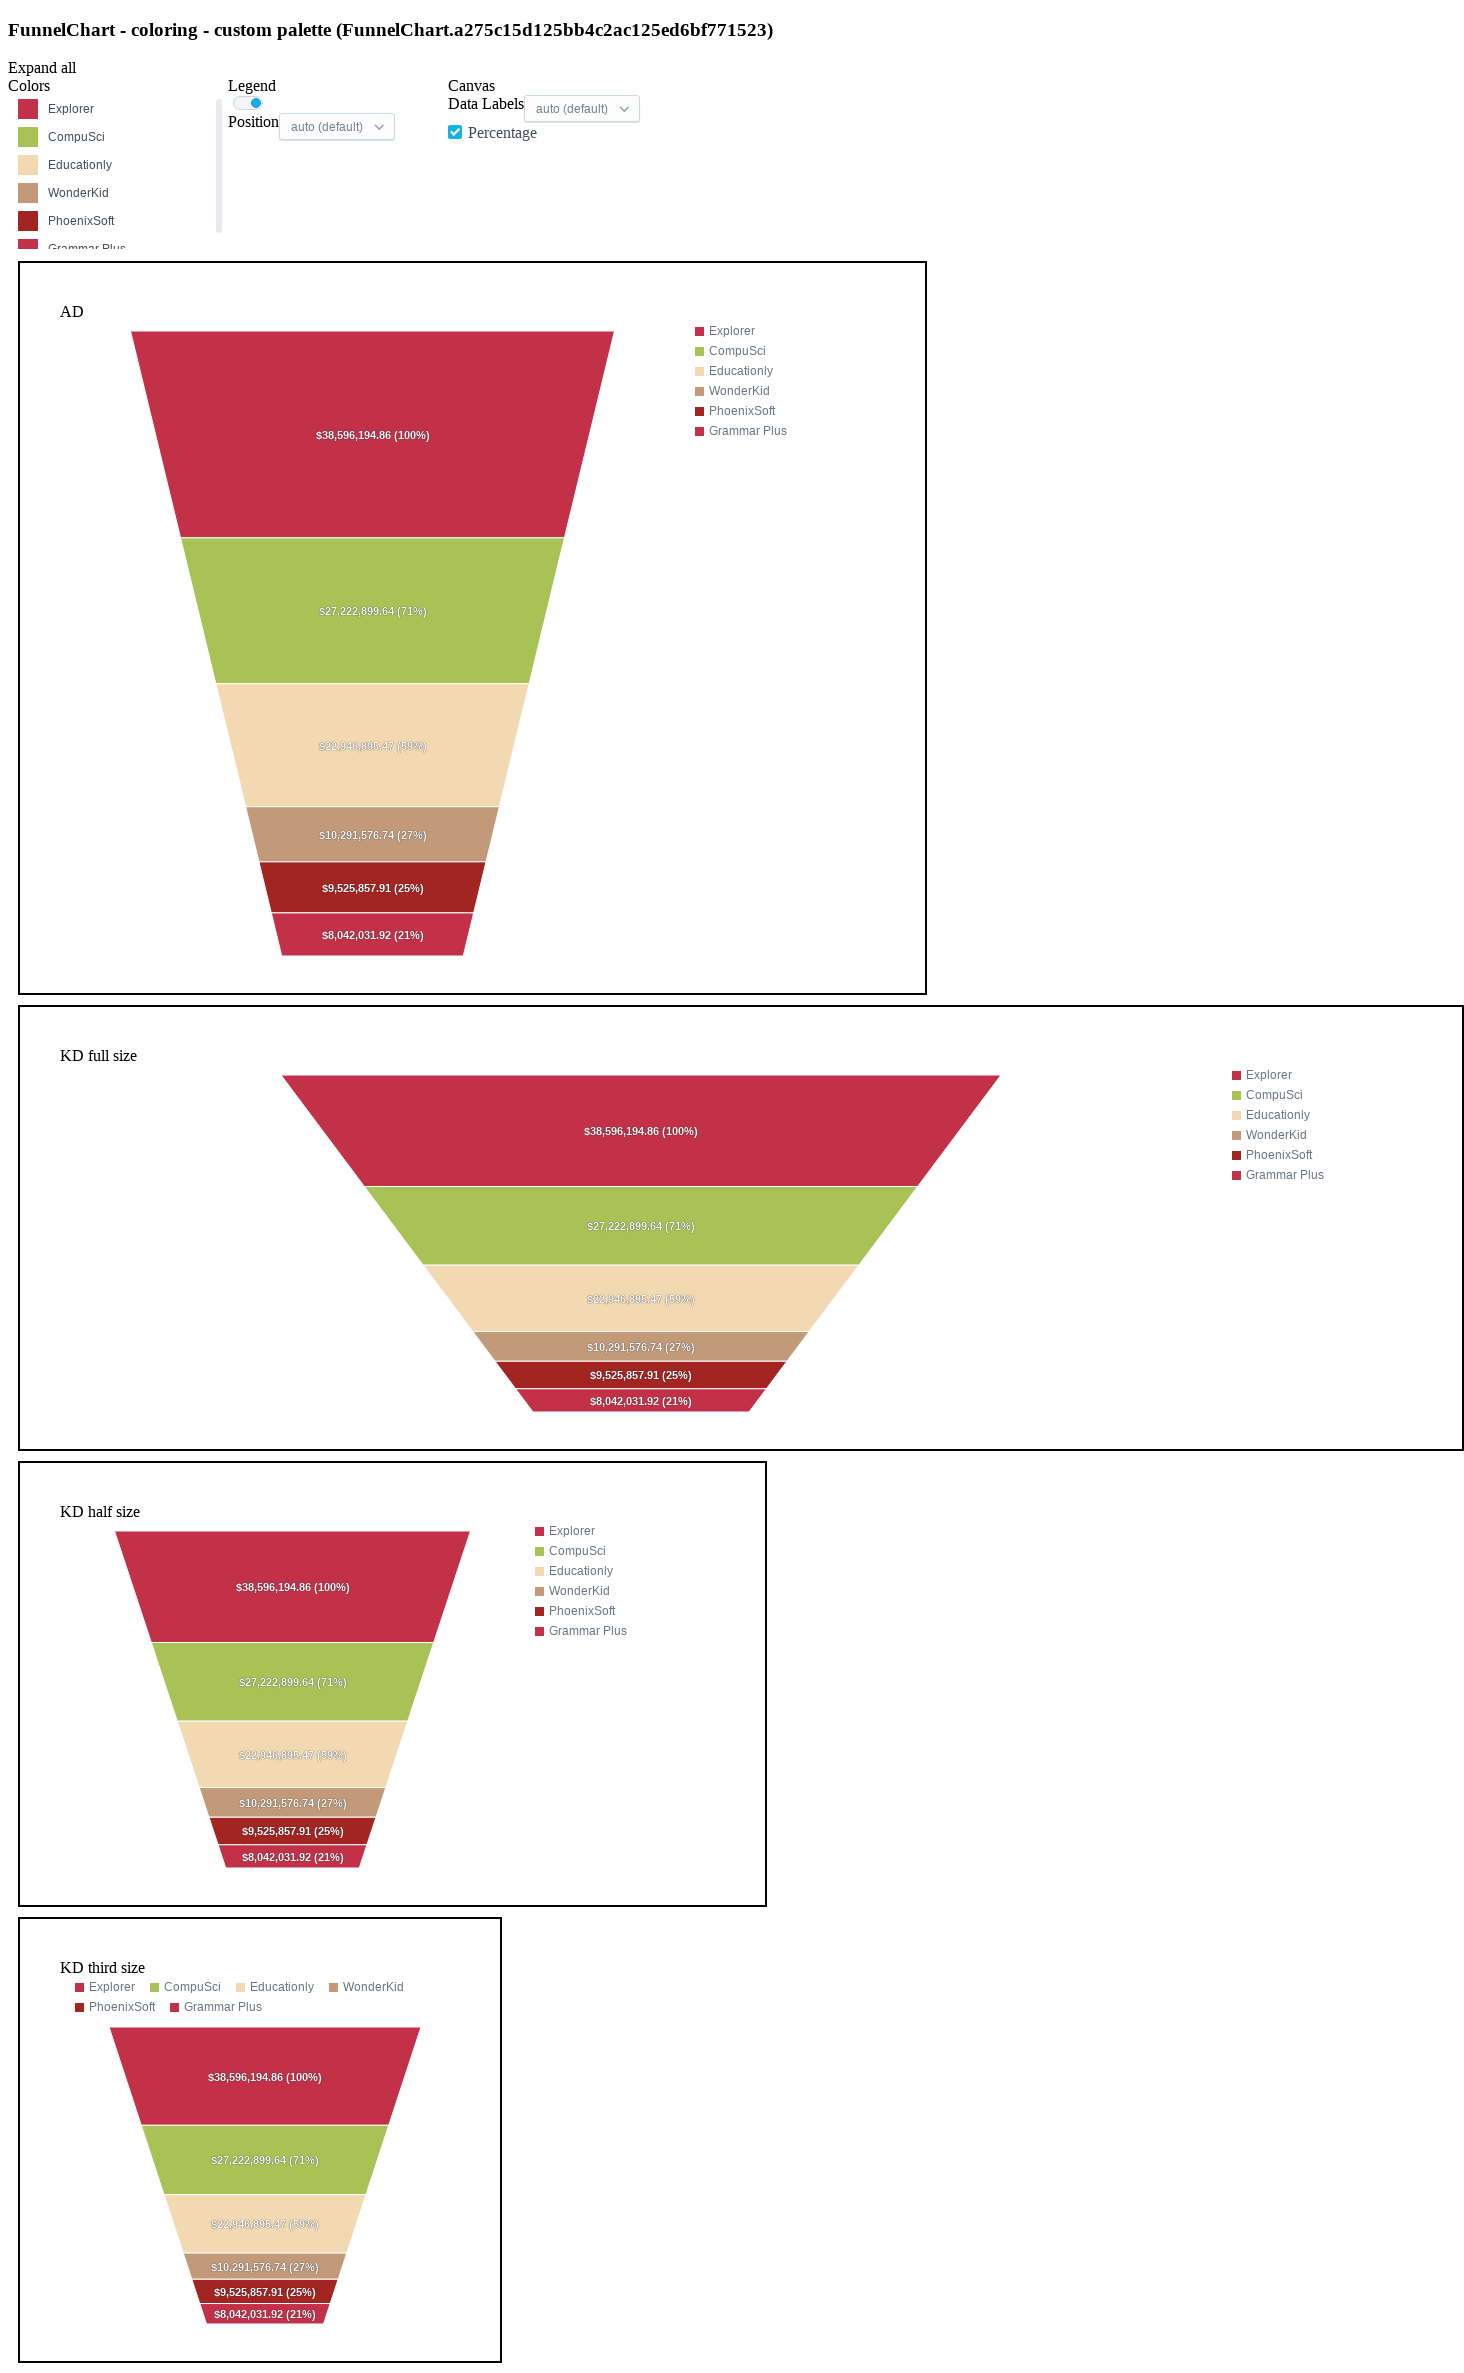 FunnelChart - coloring - custom palette (FunnelChart.a275c15d125bb4c2ac125ed6bf771523)
Expand all
Colors
Explorer
CompuSci
Educationly
WonderKid
PhoenixSoft
Grammar Plus
Legend
Position auto (default)
Canvas
Data Labels auto (default)
Percentage
AD
$38,596,194.86 (100%)
$27,222,899.64 (71%)
$22,946,895.47 (59%)
$10,291,576.74 (27%)
$9,525,857.91 (25%)
$8,042,031.92 (21%)
Explorer
CompuSci
Educationly
WonderKid
PhoenixSoft
Grammar Plus
KD full size
$38,596,194.86 (100%)
$27,222,899.64 (71%)
$22,946,895.47 (59%)
$10,291,576.74 (27%)
$9,525,857.91 (25%)
$8,042,031.92 (21%)
Explorer
CompuSci
Educationly
WonderKid
PhoenixSoft
Grammar Plus
KD half size
$38,596,194.86 (100%)
$27,222,899.64 (71%)
$22,946,895.47 (59%)
$10,291,576.74 (27%)
$9,525,857.91 (25%)
$8,042,031.92 (21%)
Explorer
CompuSci
Educationly
WonderKid
PhoenixSoft
Grammar Plus
KD third size
Explorer CompuSci Educationly WonderKid
PhoenixSoft Grammar Plus
$38,596,194.86 (100%)
$27,222,899.64 (71%)
$22,946,895.47 (59%)
$10,291,576.74 (27%)
$9,525,857.91 (25%)
$8,042,031.92 (21%)